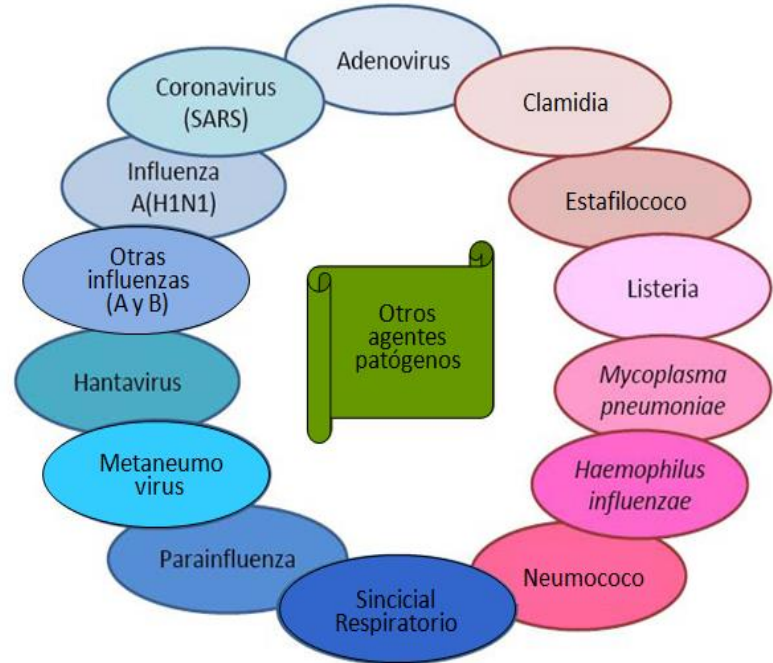 Adenovirus
Clamidia
Estafilococo
Listeria
Mycoplasma
pneumoniae
Haemophilus
influenzae
Neumococo
Sincicial
Respiratorio
Parainfluenza
Metaneumo
virus
Hantavirus
Otras
influenzas
(A y B)
Influenza
A(H1N1)
Coronavirus
(SARS)
Otros
agentes
patógenos